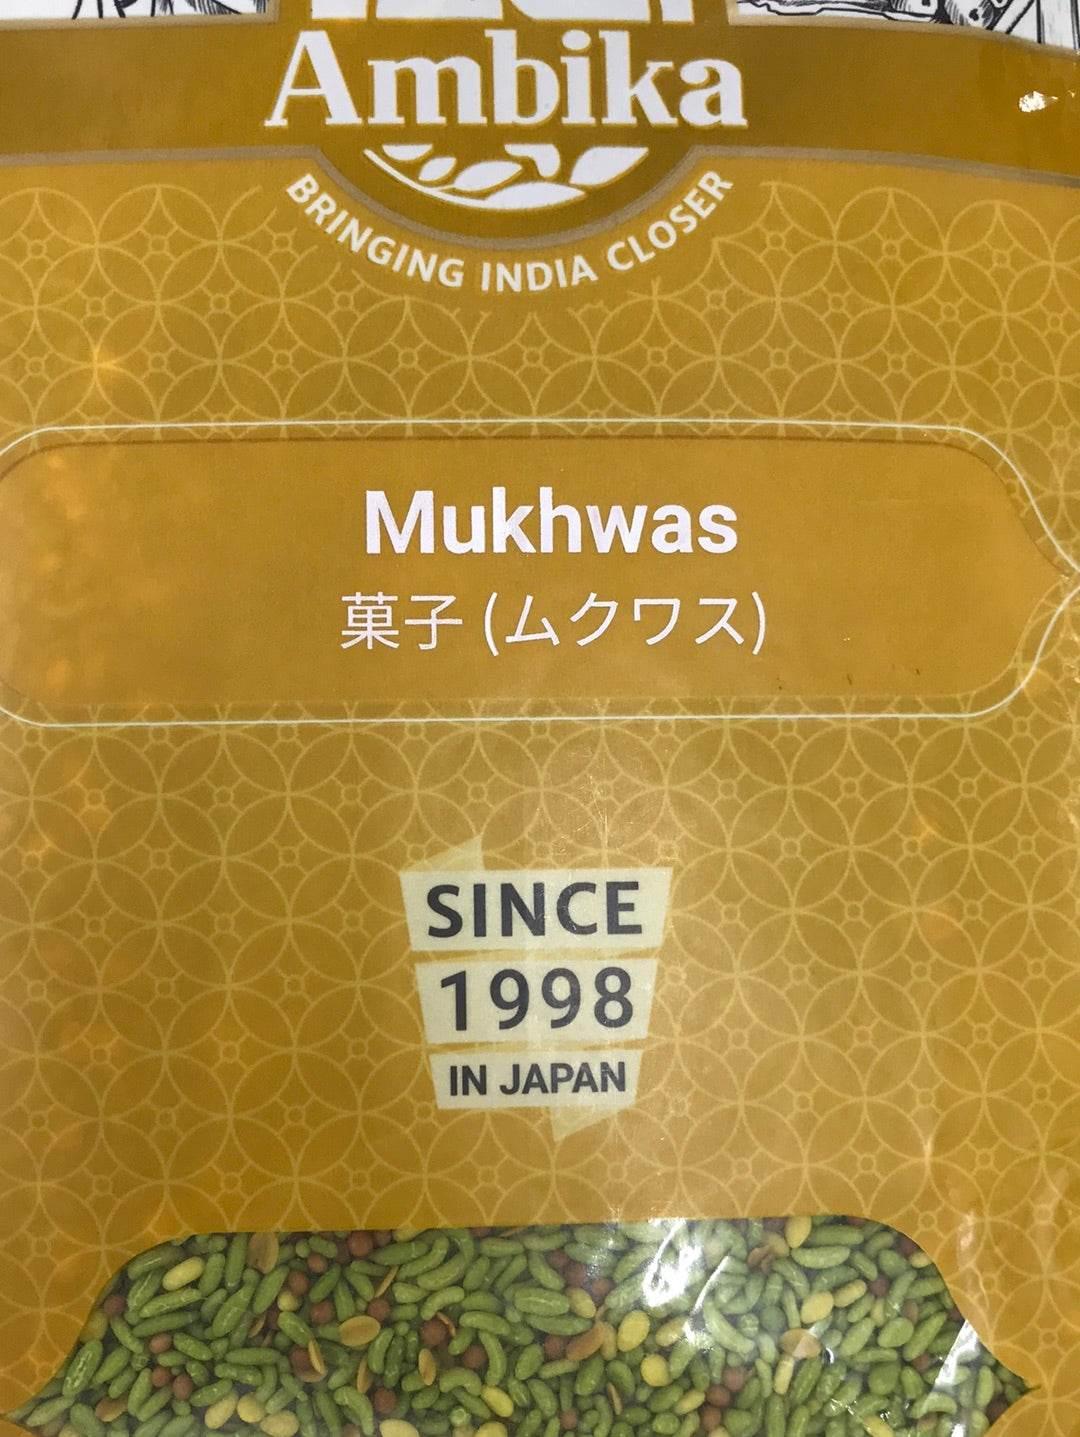 Ambika
BRINGING INDIA CLOSER
Mukhwas
菓子 (ムクワス)
SINCE
1998
IN JAPAN